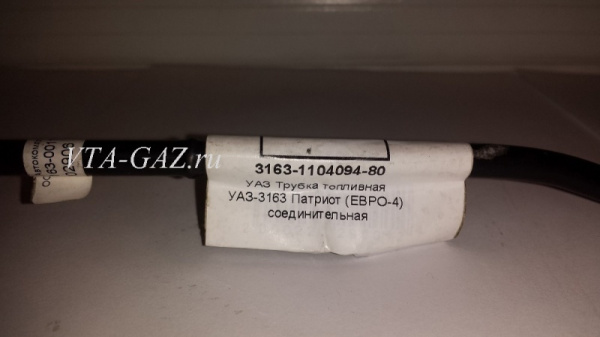 VTA-GAZ.ru
3163-1104094-80
УАЗ Трубка топливная
УАЗ-3163 Патриот (ЕВРО-4)
соединительная